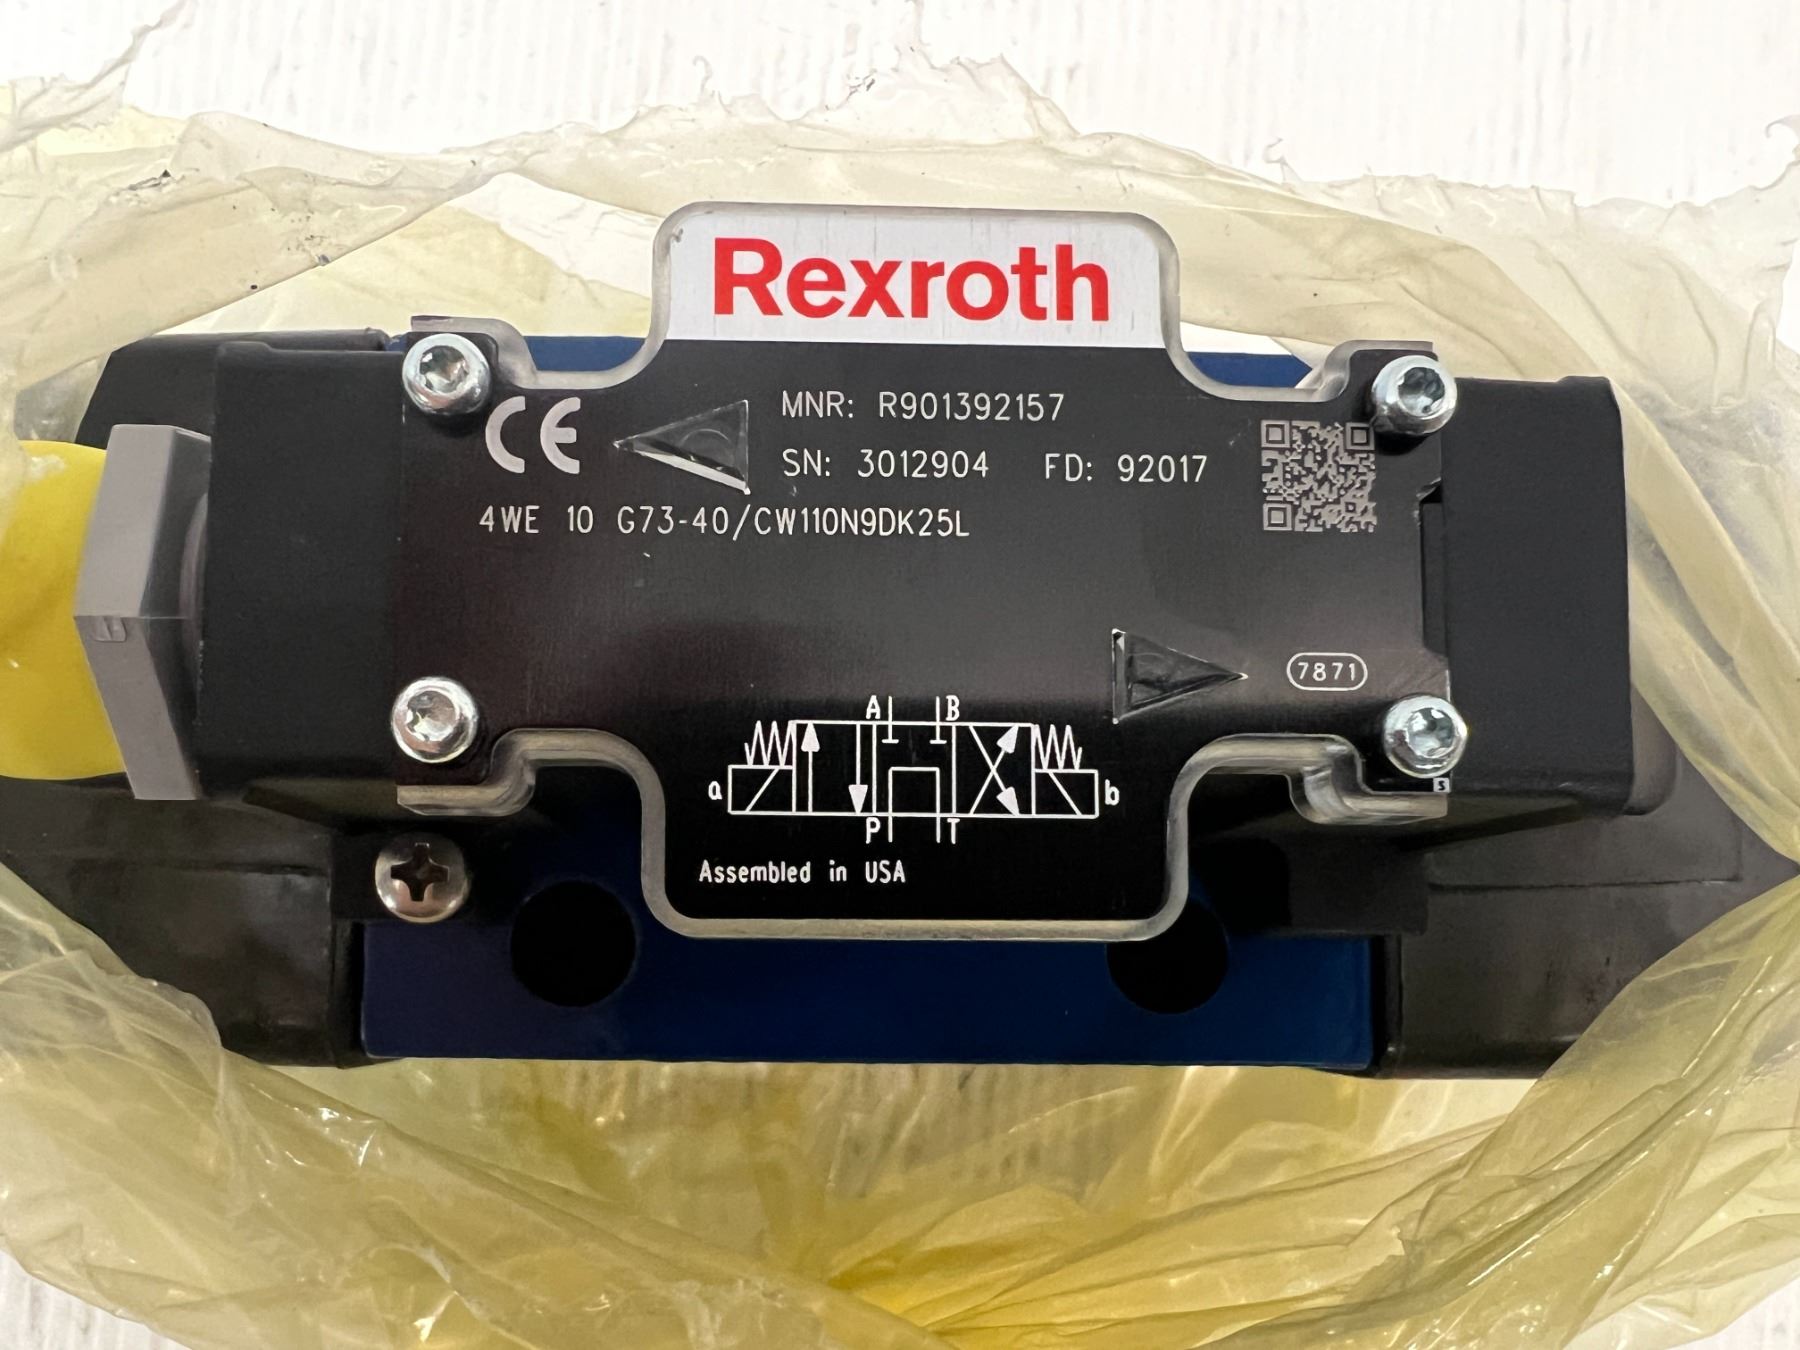 Rexroth
CE
MNR: R901392157
SN: 3012904 FD: 92017
4WE 10 G73-40/CW110N9DK25L
7871
A B
a b
P T
S
Assembled in USA